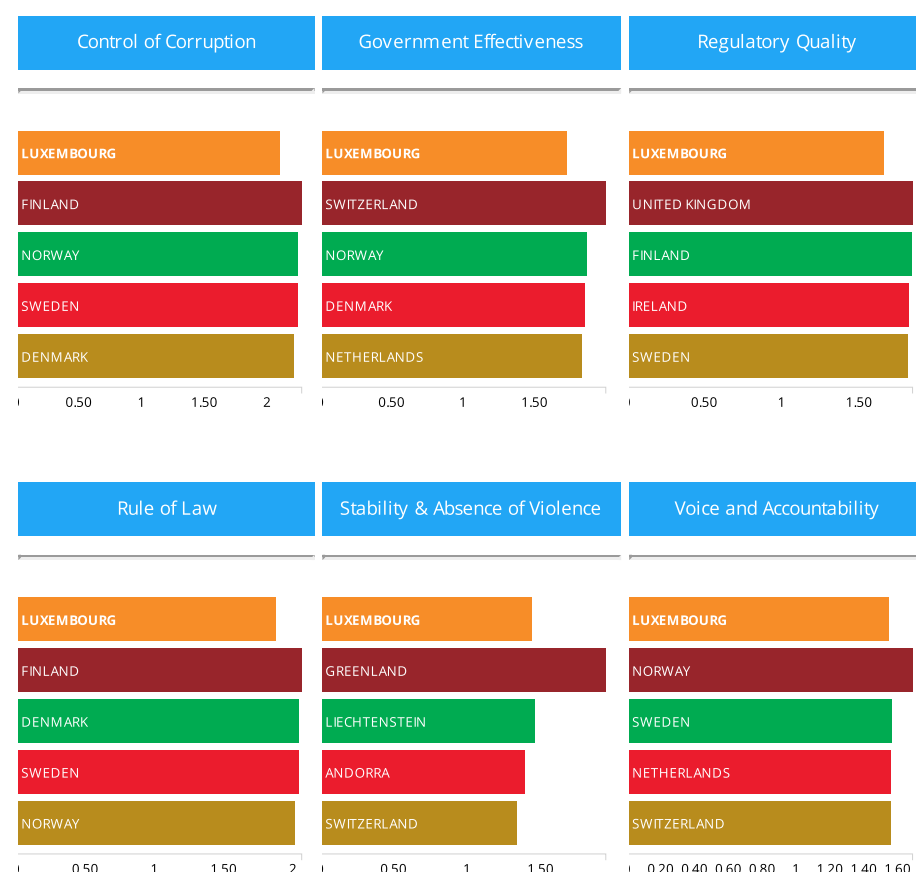 Control of Corruption
Government Effectiveness
Regulatory Quality
LUXEMBOURG
FINLAND
NORWAY
SWEDEN
DENMARK
0.50 1 1.50 2
LUXEMBOURG
SWITZERLAND
NORWAY
DENMARK
NETHERLANDS
0.50 1 1.50
LUXEMBOURG
UNITED KINGDOM
FINLAND
IRELAND
SWEDEN
0.50 1 1.50
Rule of Law
Stability & Absence of Violence
Voice and Accountability
LUXEMBOURG
FINLAND
DENMARK
SWEDEN
NORWAY
0.50 1 1.50 2
LUXEMBOURG
GREENLAND
LIECHTENSTEIN
ANDORRA
SWITZERLAND
0.50 1 1.50
LUXEMBOURG
NORWAY
SWEDEN
NETHERLANDS
SWITZERLAND
0.20 0.40 0.60 0.80 1 1.20 1.40 1.60